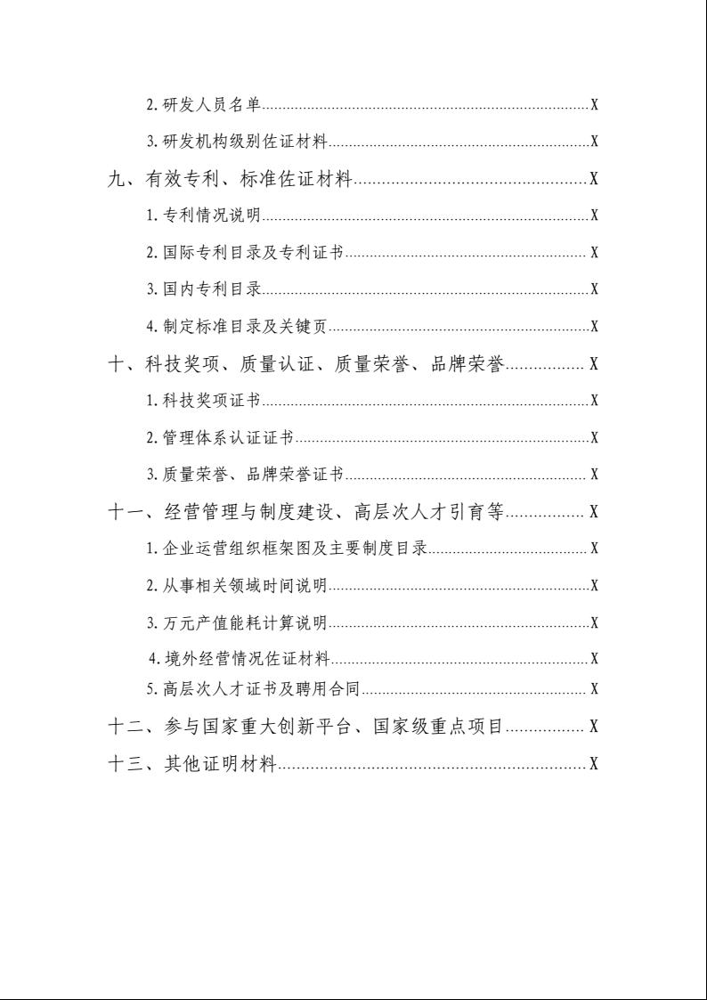 2.研发人员名单................................................................................X
3.研发机构级别佐证材料................................................................X
九、有效专利、标准佐证材料..................................................X
1.专利情况说明................................................................................X
2.国际专利目录及专利证书............................................................ X
3.国内专利目录................................................................................X
4.制定标准目录及关键页................................................................X
十、科技奖项、质量认证、质量荣誉、品牌荣誉................. X
1.科技奖项证书................................................................................X
2.管理体系认证证书........................................................................X
3.质量荣誉、品牌荣誉证书............................................................ X
十一、经营管理与制度建设、高层次人才引育等................. X
1.企业运营组织框架图及主要制度目录....................................... X
2.从事相关领域时间说明................................................................X
3.万元产值能耗计算说明................................................................X
4.境外经营情况佐证材料............................................................... X
5.高层次人才证书及聘用合同....................................................... X
十二、参与国家重大创新平台、国家级重点项目................. X
十三、其他证明材料.................................................................. X